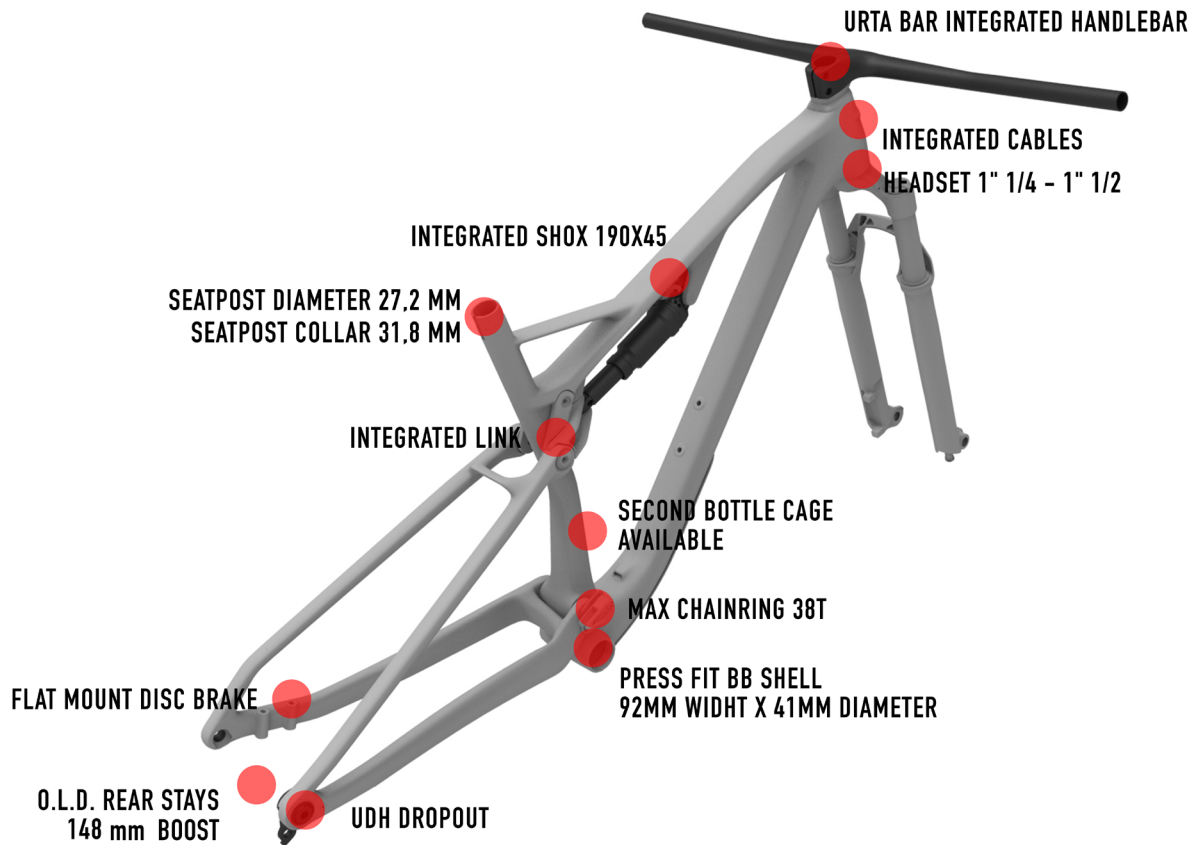 URTA BAR INTEGRATED HANDLEBAR
INTEGRATED CABLES
HEADSET 1" 1/4 - 1" 1/2
INTEGRATED SHOX 190X45
SEATPOST DIAMETER 27,2 MM
SEATPOST COLLAR 31,8 MM
INTEGRATED LINK
SECOND BOTTLE CAGE
AVAILABLE
MAX CHAINRING 38T
PRESS FIT BB SHELL
92MM WIDHT X 41MM DIAMETER
FLAT MOUNT DISC BRAKE
O.L.D. REAR STAYS
148 mm BOOST
UDH DROPOUT